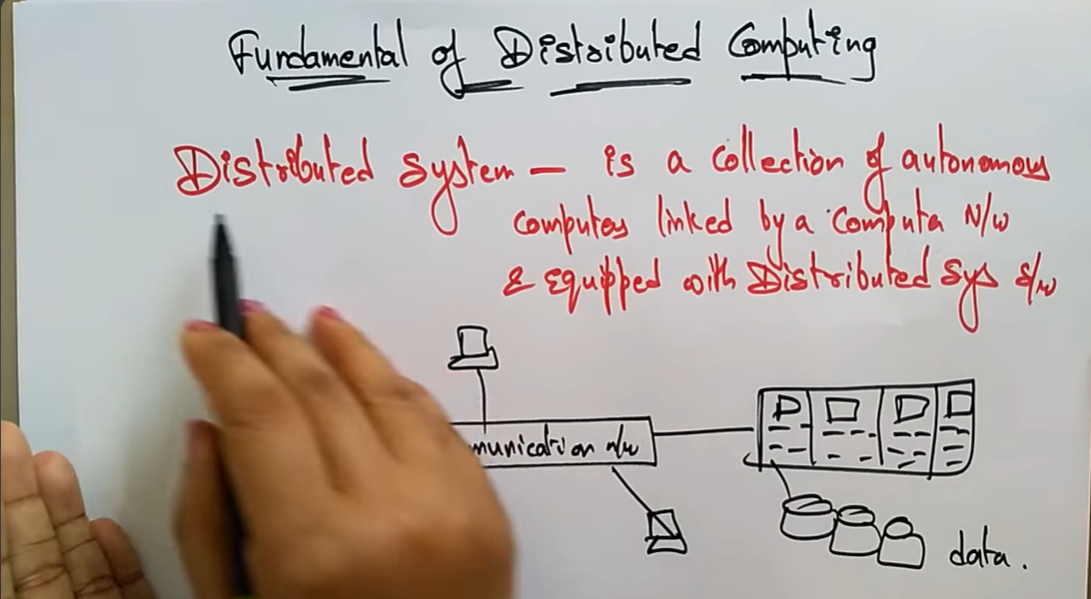 Fundamental of Distributed Computing
Distributed System — is a collection of autonomous
computers linked by a Computer N/w
& equipped with Distributed Sys S/w
munication n/w
data.